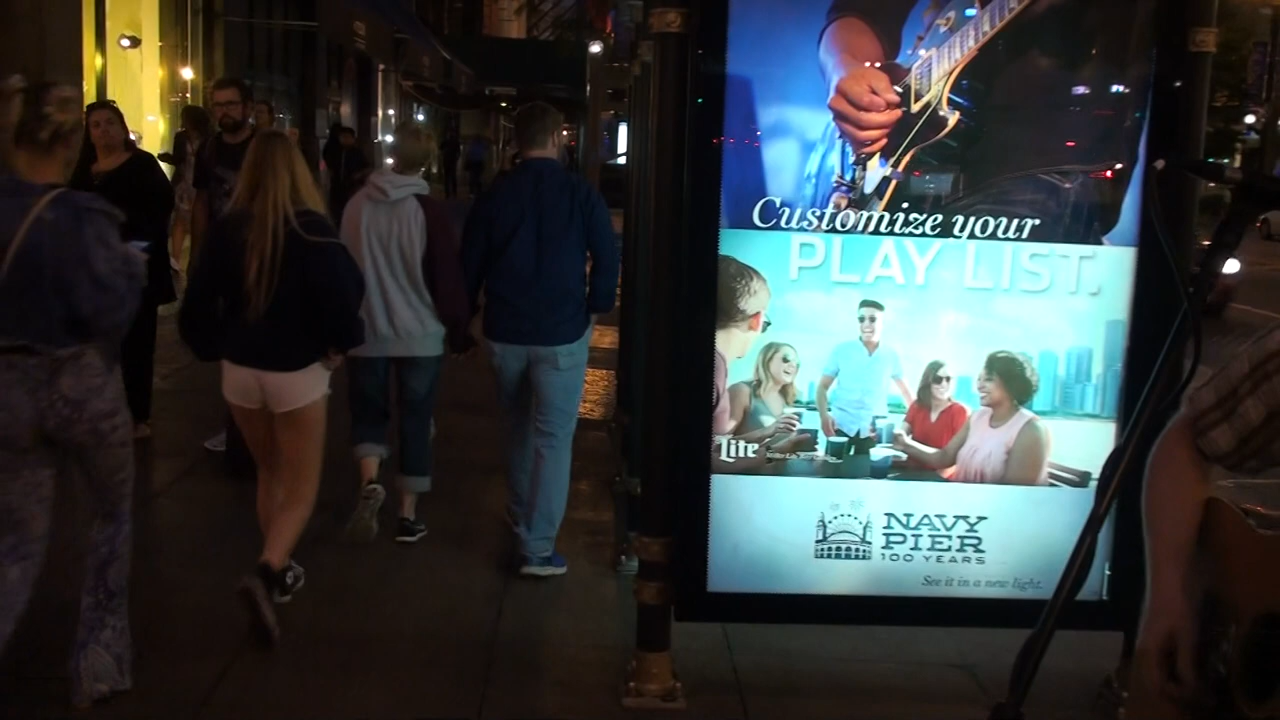 Customize your
PLAY LIST.
Lite
NAVY
PIER
100 YEARS
See it in a new light.